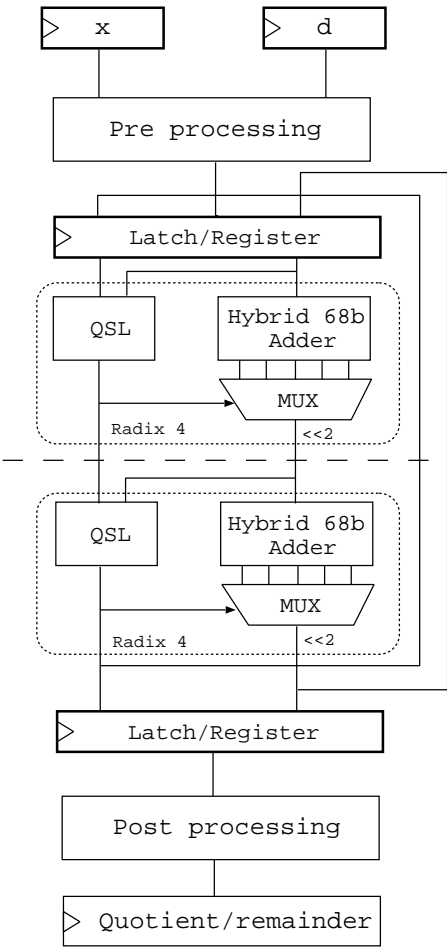 x
d
Pre processing
Latch/Register
QSL
Hybrid 68b
Adder
MUX
Radix 4
<<2
QSL
Hybrid 68b
Adder
MUX
Radix 4
<<2
Latch/Register
Post processing
Quotient/remainder